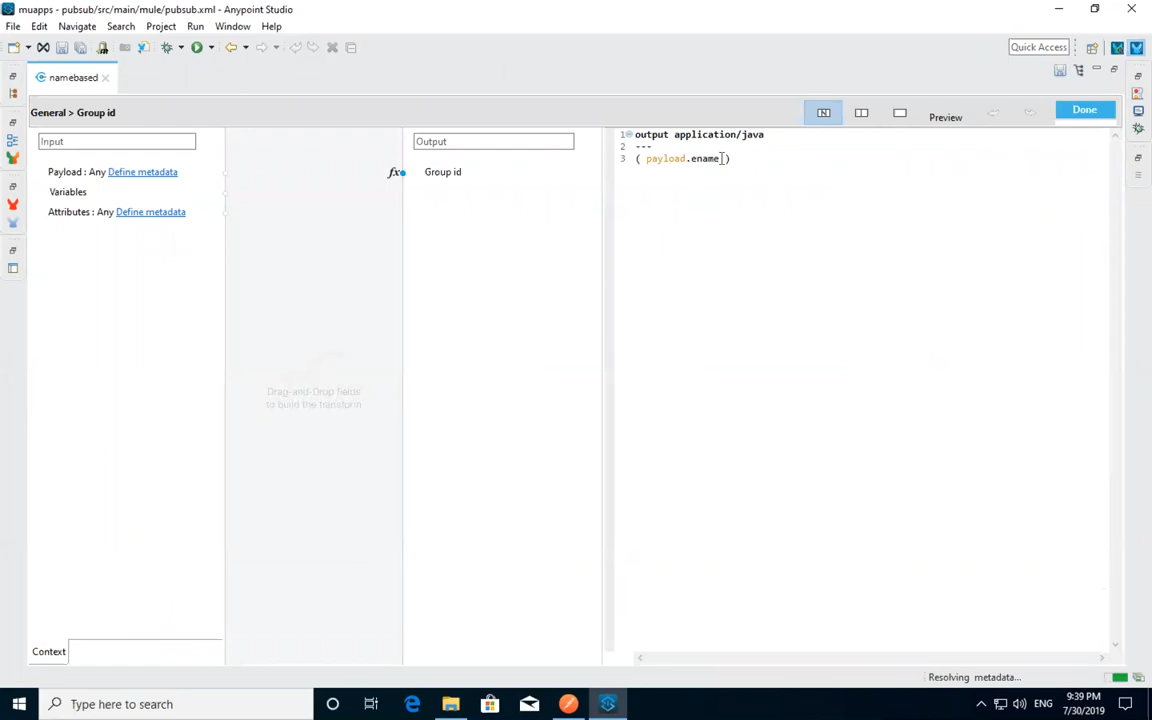 muapps - pubsub/src/main/mule/pubsub.xml - Anypoint Studio
File Edit Navigate Search Project Run Window Help
Quick Access
namebased
General > Group id
Preview
Done
Input
Output
1 output application/java
2 ---
3 ( payload.ename )
Payload : Any Define metadata
fx
Group id
Variables
Attributes : Any Define metadata
Drag-and-Drop fields
to build the transform
Context
Resolving metadata...
Type here to search
ENG
9:39 PM
7/30/2019